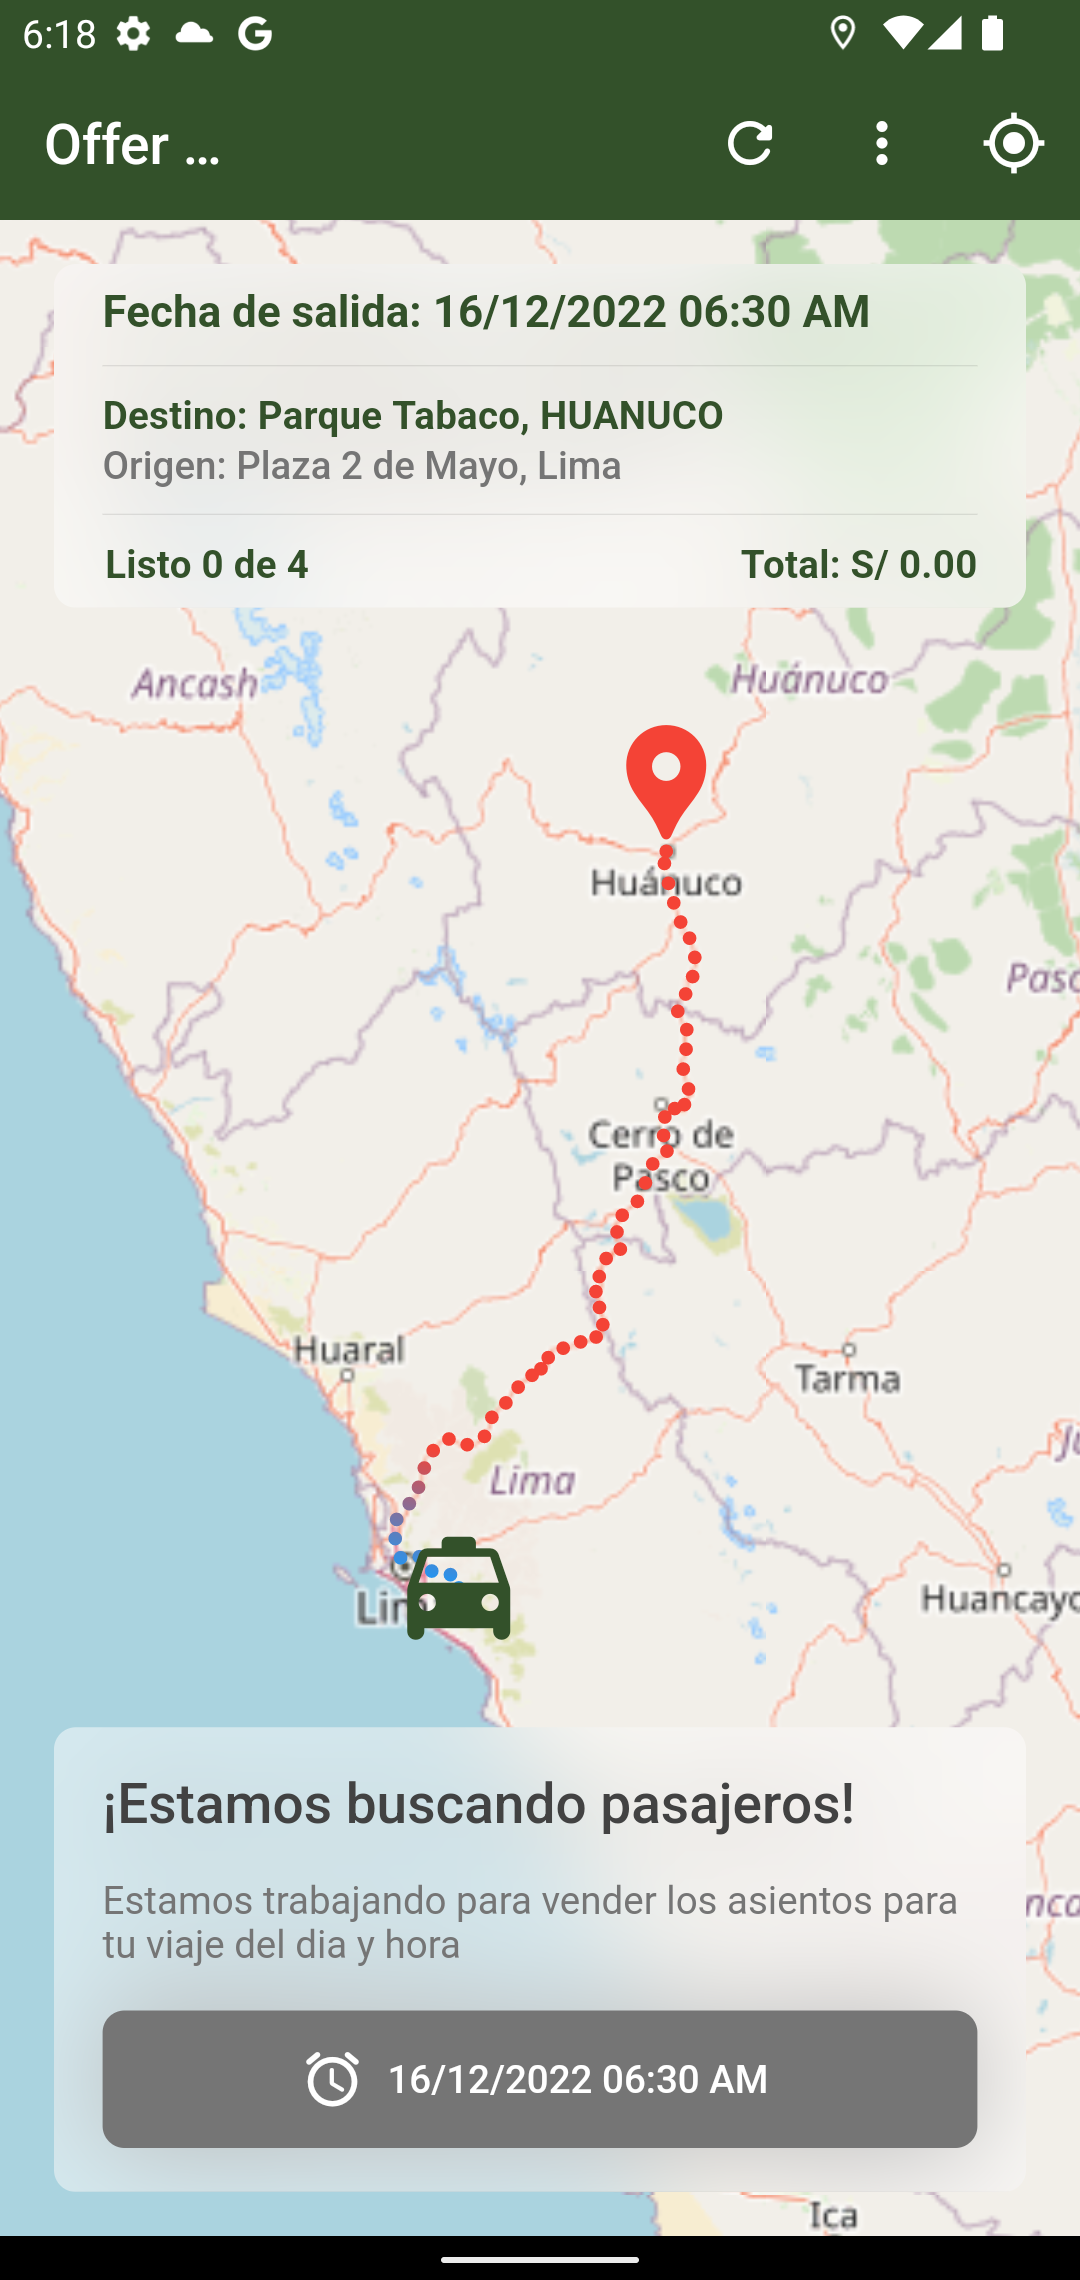 6:18
Offer ...
Fecha de salida: 16/12/2022 06:30 AM
Destino: Parque Tabaco, HUANUCO
Origen: Plaza 2 de Mayo, Lima
Listo 0 de 4
Total: S/ 0.00
Ancash
Huánuco
Huánuco
Pasc
Cerro de
Pasco
Huaral
Tarma
Lima
Huancayo
Lim
¡Estamos buscando pasajeros!
Estamos trabajando para vender los asientos para
tu viaje del dia y hora
16/12/2022 06:30 AM
Ica